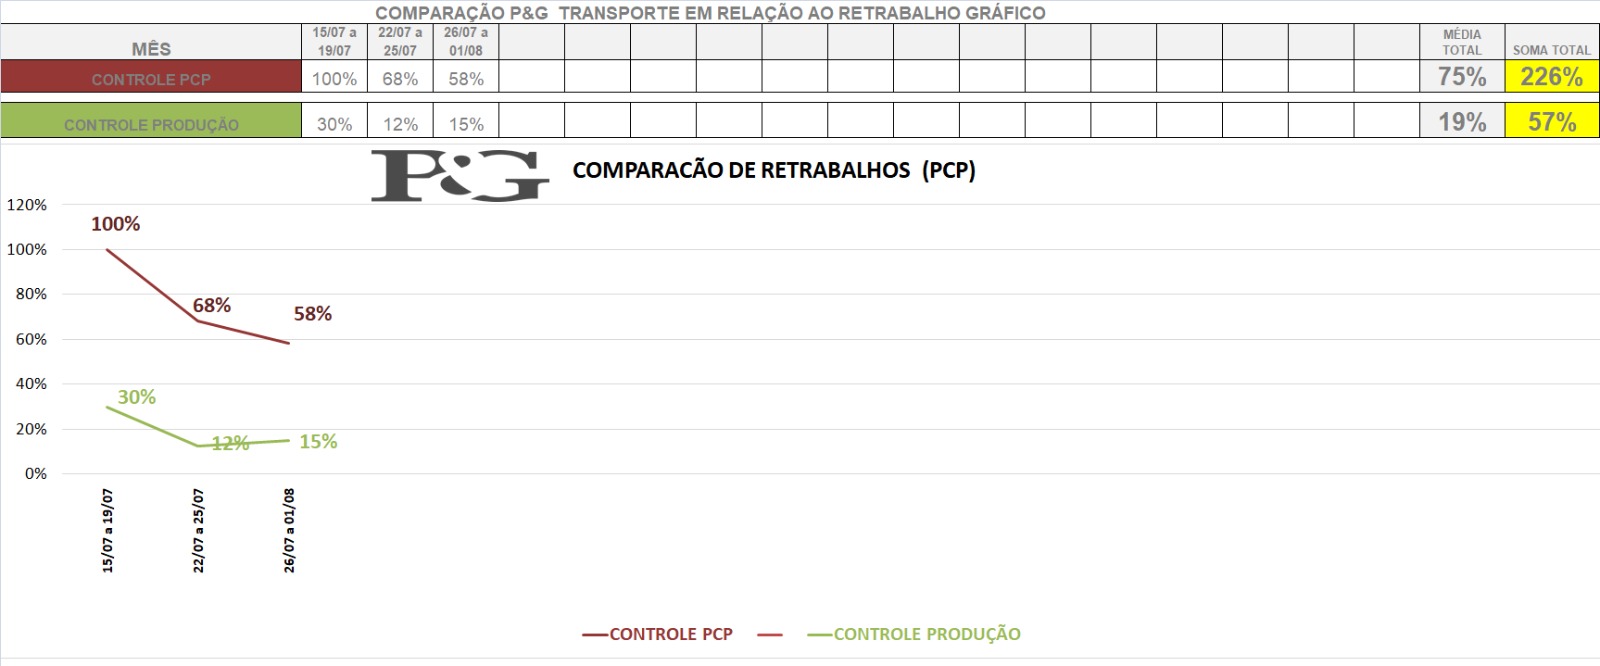 COMPARAÇÃO P&G TRANSPORTE EM RELAÇÃO AO RETRABALHO GRÁFICO
MÊS
15/07 a
19/07
22/07 a
25/07
26/07 a
01/08
MÉDIA
TOTAL
SOMA TOTAL
CONTROLE PCP 100% 68% 58% 75% 226%
CONTROLE PRODUÇÃO 30% 12% 15% 19% 57%
P&G COMPARACÃO DE RETRABALHOS (PCP)
120%
100%
80%
60%
40%
20%
0%
100%
68%
58%
30%
12%
15%
15/07 a 19/07
22/07 a 25/07
26/07 a 01/08
CONTROLE PCP
CONTROLE PRODUÇÃO